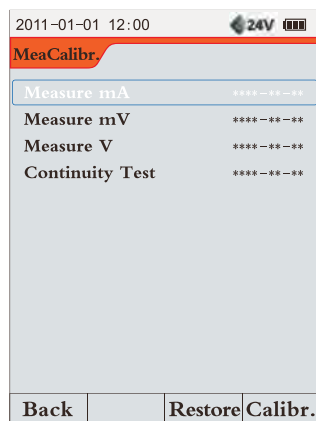 2011-01-01 12:00 24V
MeaCalibr.
Measure mA ****-**-**
Measure mV ****-**-**
Measure V ****-**-**
Continuity Test ****-**-**
Back Restore Calibr.